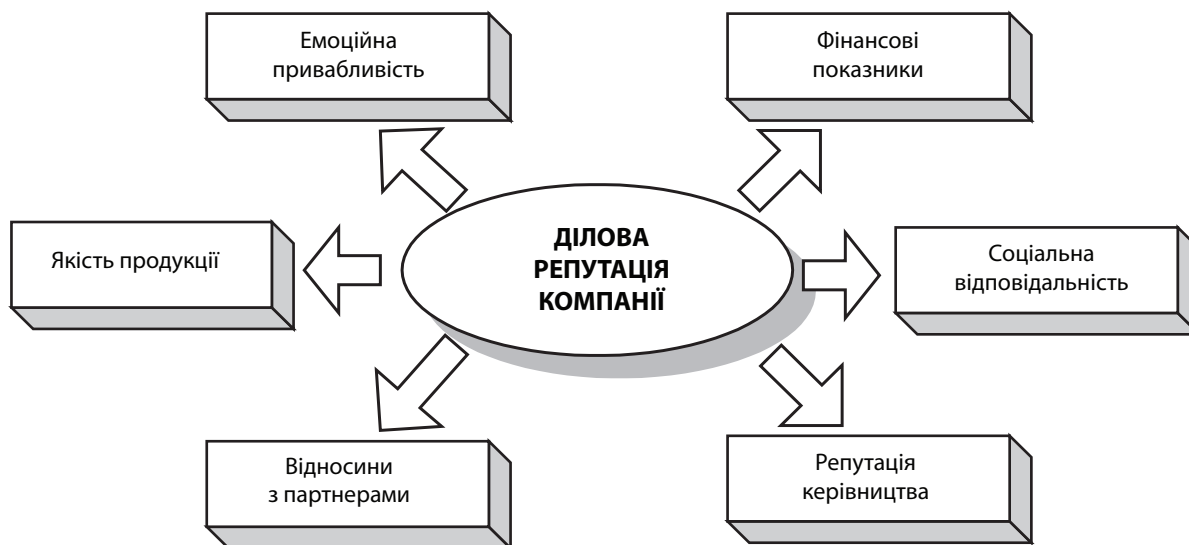 Емоційна
привабливість
Фінансові
показники
Якість продукції
ДІЛОВА
РЕПУТАЦІЯ
КОМПАНІЇ
Соціальна
відповідальність
Відносини
з партнерами
Репутація
керівництва